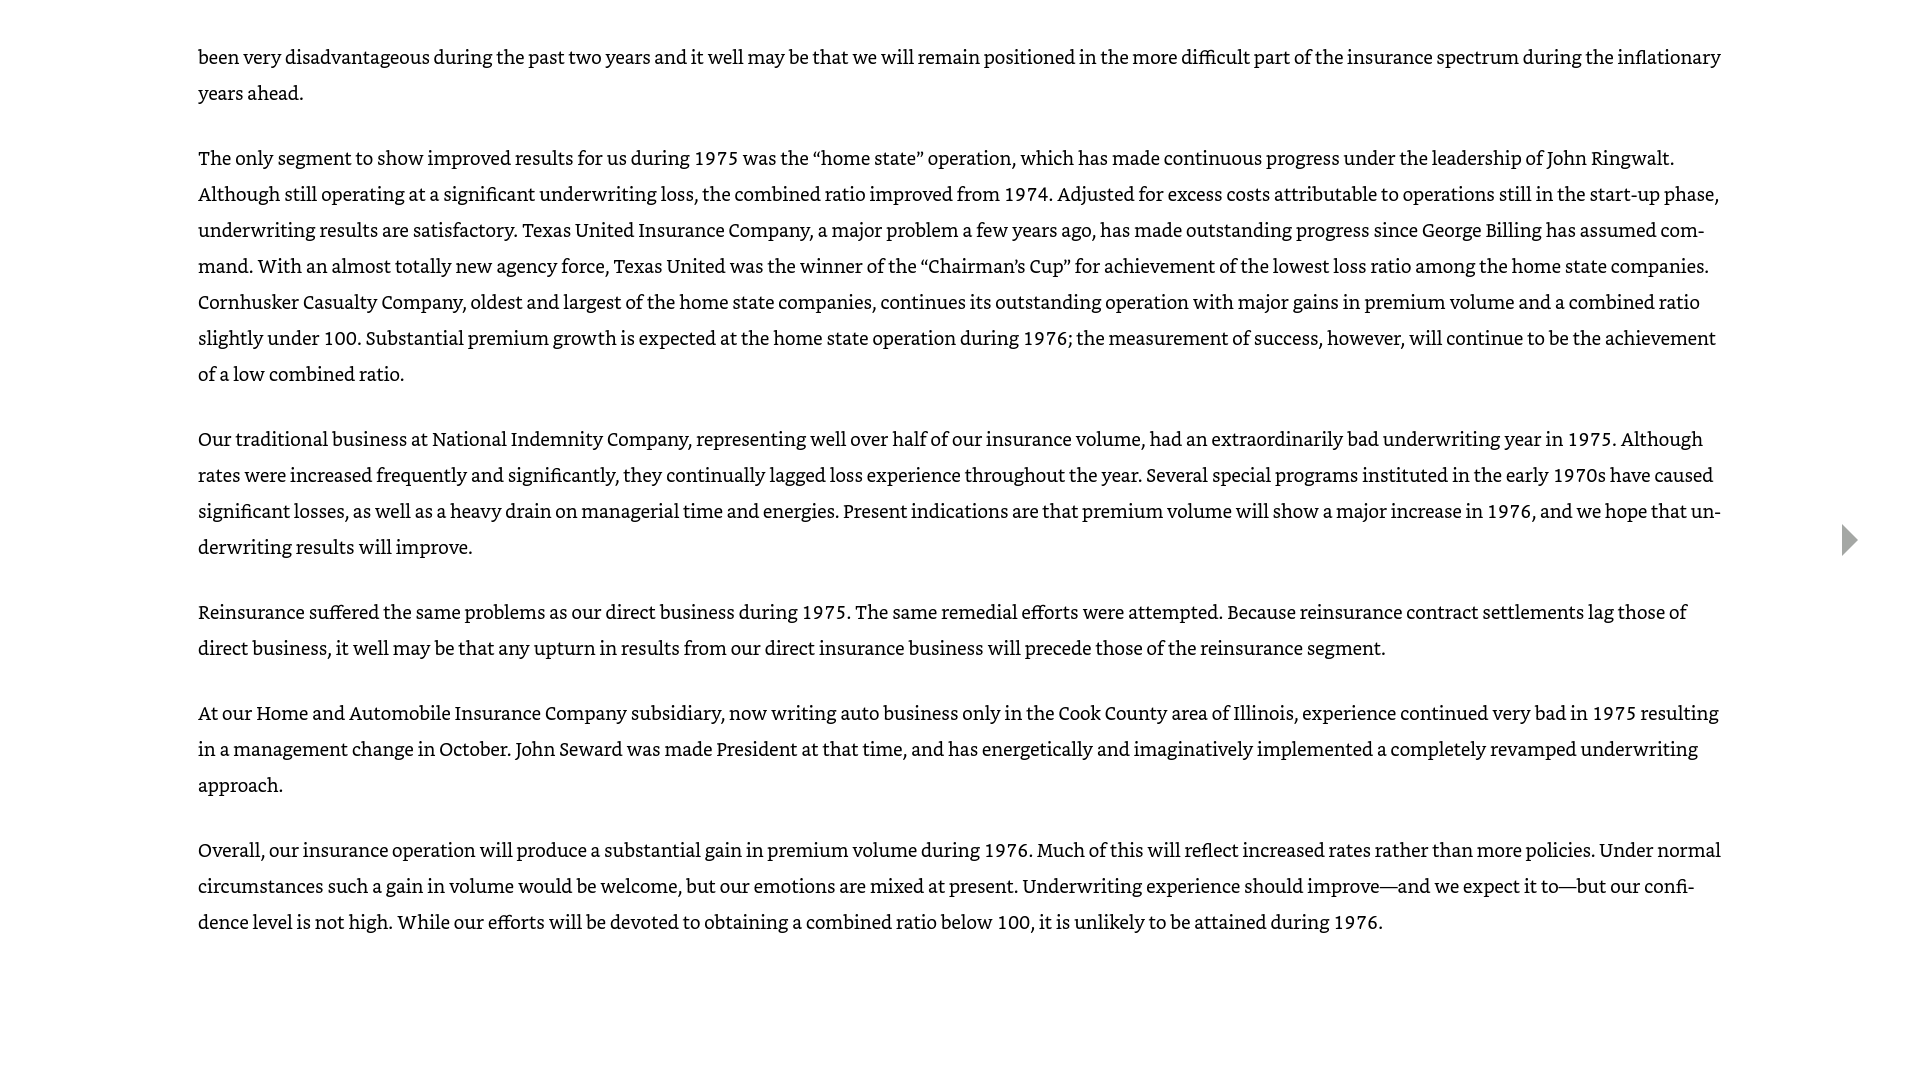 been very disadvantageous during the past two years and it well may be that we will remain positioned in the more difficult part of the insurance spectrum during the inflationary
years ahead.
The only segment to show improved results for us during 1975 was the “home state” operation, which has made continuous progress under the leadership of John Ringwalt.
Although still operating at a significant underwriting loss, the combined ratio improved from 1974. Adjusted for excess costs attributable to operations still in the start-up phase,
underwriting results are satisfactory. Texas United Insurance Company, a major problem a few years ago, has made outstanding progress since George Billing has assumed com-
mand. With an almost totally new agency force, Texas United was the winner of the “Chairman’s Cup” for achievement of the lowest loss ratio among the home state companies.
Cornhusker Casualty Company, oldest and largest of the home state companies, continues its outstanding operation with major gains in premium volume and a combined ratio
slightly under 100. Substantial premium growth is expected at the home state operation during 1976; the measurement of success, however, will continue to be the achievement
of a low combined ratio.
Our traditional business at National Indemnity Company, representing well over half of our insurance volume, had an extraordinarily bad underwriting year in 1975. Although
rates were increased frequently and significantly, they continually lagged loss experience throughout the year. Several special programs instituted in the early 1970s have caused
significant losses, as well as a heavy drain on managerial time and energies. Present indications are that premium volume will show a major increase in 1976, and we hope that un-
derwriting results will improve.
Reinsurance suffered the same problems as our direct business during 1975. The same remedial efforts were attempted. Because reinsurance contract settlements lag those of
direct business, it well may be that any upturn in results from our direct insurance business will precede those of the reinsurance segment.
At our Home and Automobile Insurance Company subsidiary, now writing auto business only in the Cook County area of Illinois, experience continued very bad in 1975 resulting
in a management change in October. John Seward was made President at that time, and has energetically and imaginatively implemented a completely revamped underwriting
approach.
Overall, our insurance operation will produce a substantial gain in premium volume during 1976. Much of this will reflect increased rates rather than more policies. Under normal
circumstances such a gain in volume would be welcome, but our emotions are mixed at present. Underwriting experience should improve—and we expect it to—but our confi-
dence level is not high. While our efforts will be devoted to obtaining a combined ratio below 100, it is unlikely to be attained during 1976.